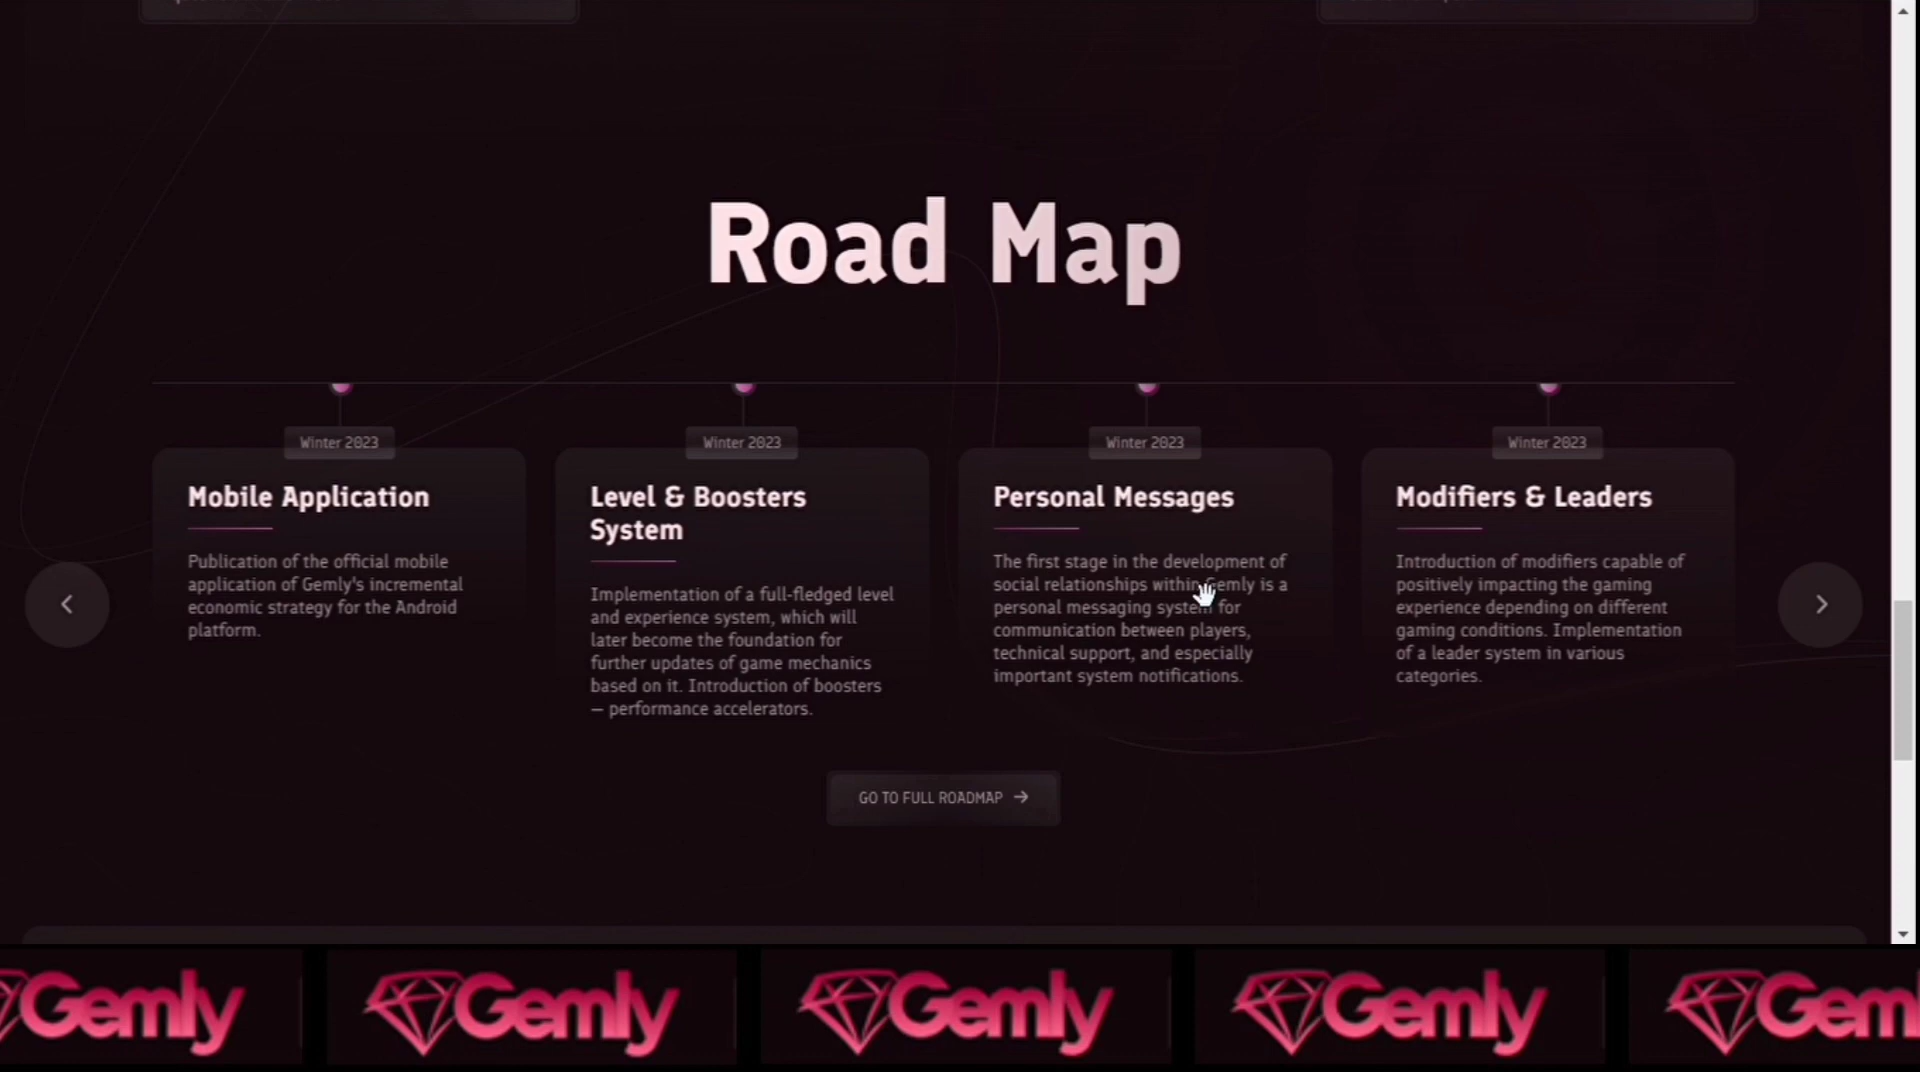 Road Map
Winter 2023
Mobile Application
Publication of the official mobile
application of Gemly's incremental
economic strategy for the Android
platform.
Winter 2023
Level & Boosters
System
Implementation of a full-fledged level
and experience system, which will
later become the foundation for
further updates of game mechanics
based on it. Introduction of boosters
– performance accelerators.
Winter 2023
Personal Messages
The first stage in the development of
social relationships within Gemly is a
personal messaging system for
communication between players,
technical support, and especially
important system notifications.
Winter 2023
Modifiers & Leaders
Introduction of modifiers capable of
positively impacting the gaming
experience depending on different
gaming conditions. Implementation
of a leader system in various
categories.
GO TO FULL ROADMAP →
Gemly Gemly Gemly Gemly Gem